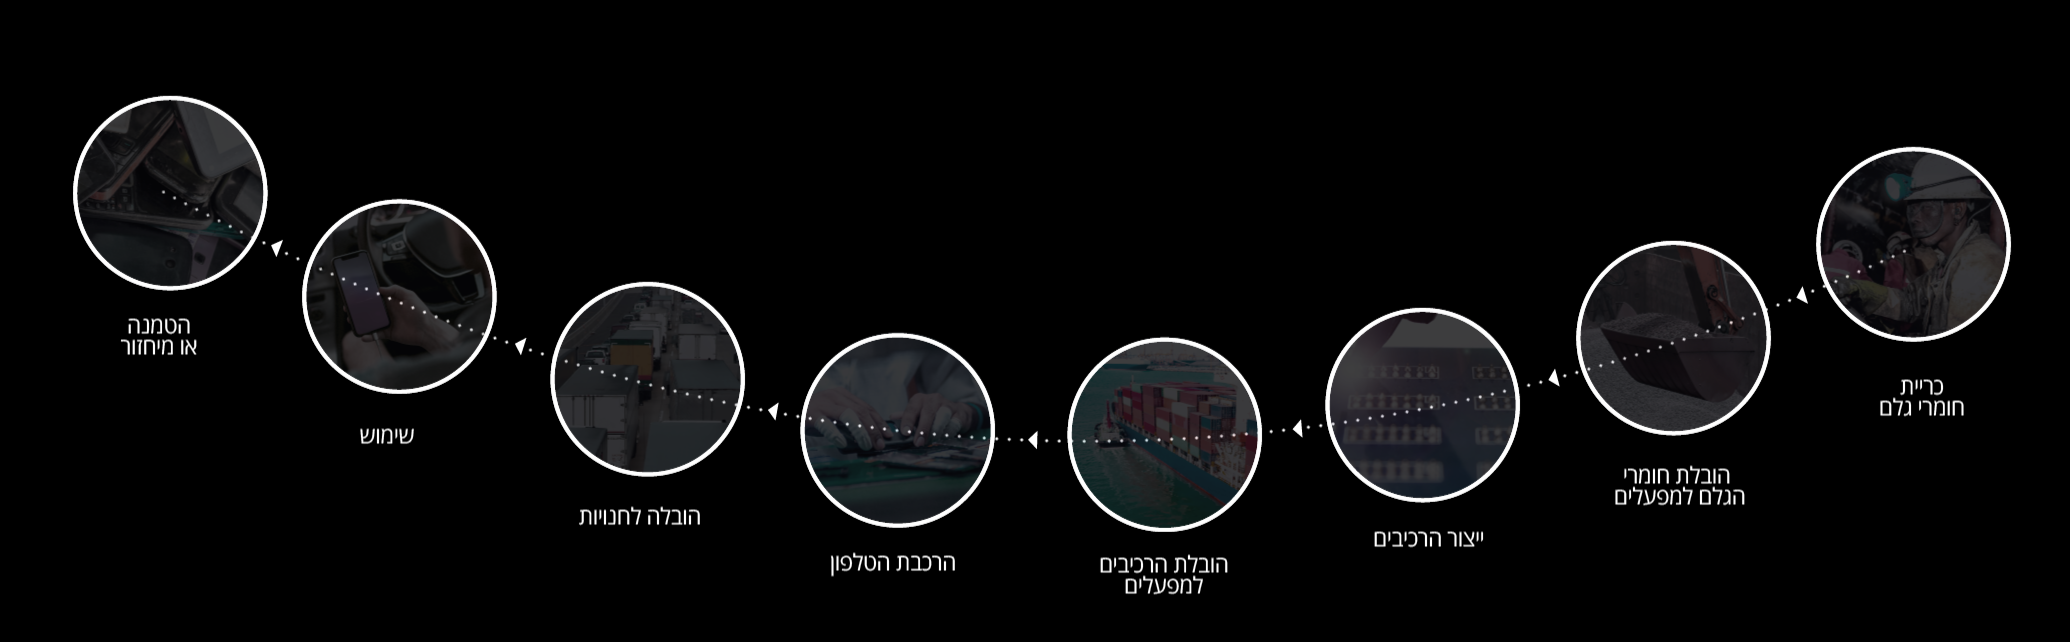 כריית
חומרי גלם
הובלת חומרי
הגלם למפעלים
ייצור הרכיבים
הובלת הרכיבים
למפעלים
הרכבת הטלפון
הובלה לחנויות
שימוש
הטמנה
או מיחזור